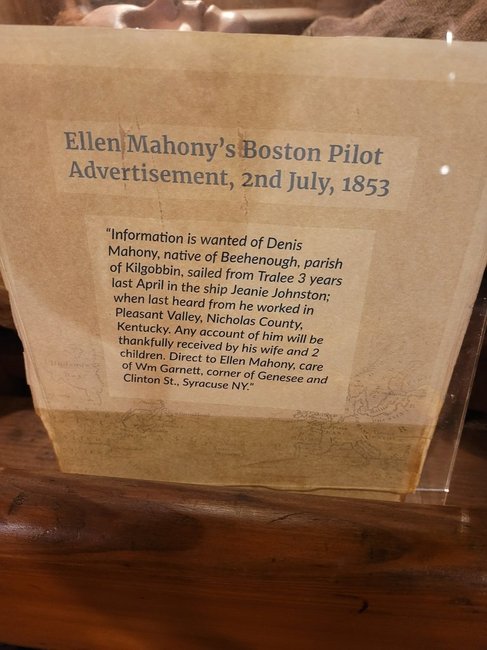 Ellen Mahony's Boston Pilot
Advertisement, 2nd July, 1853
"Information is wanted of Denis
Mahony, native of Beehenough, parish
of Kilgobbin, sailed from Tralee 3 years
last April in the ship Jeanie Johnston;
when last heard from he worked in
Pleasant Valley, Nicholas County,
Kentucky. Any account of him will be
thankfully received by his wife and 2
children. Direct to Ellen Mahony, care
of Wm Garnett, corner of Genesee and
Clinton St., Syracuse NY."